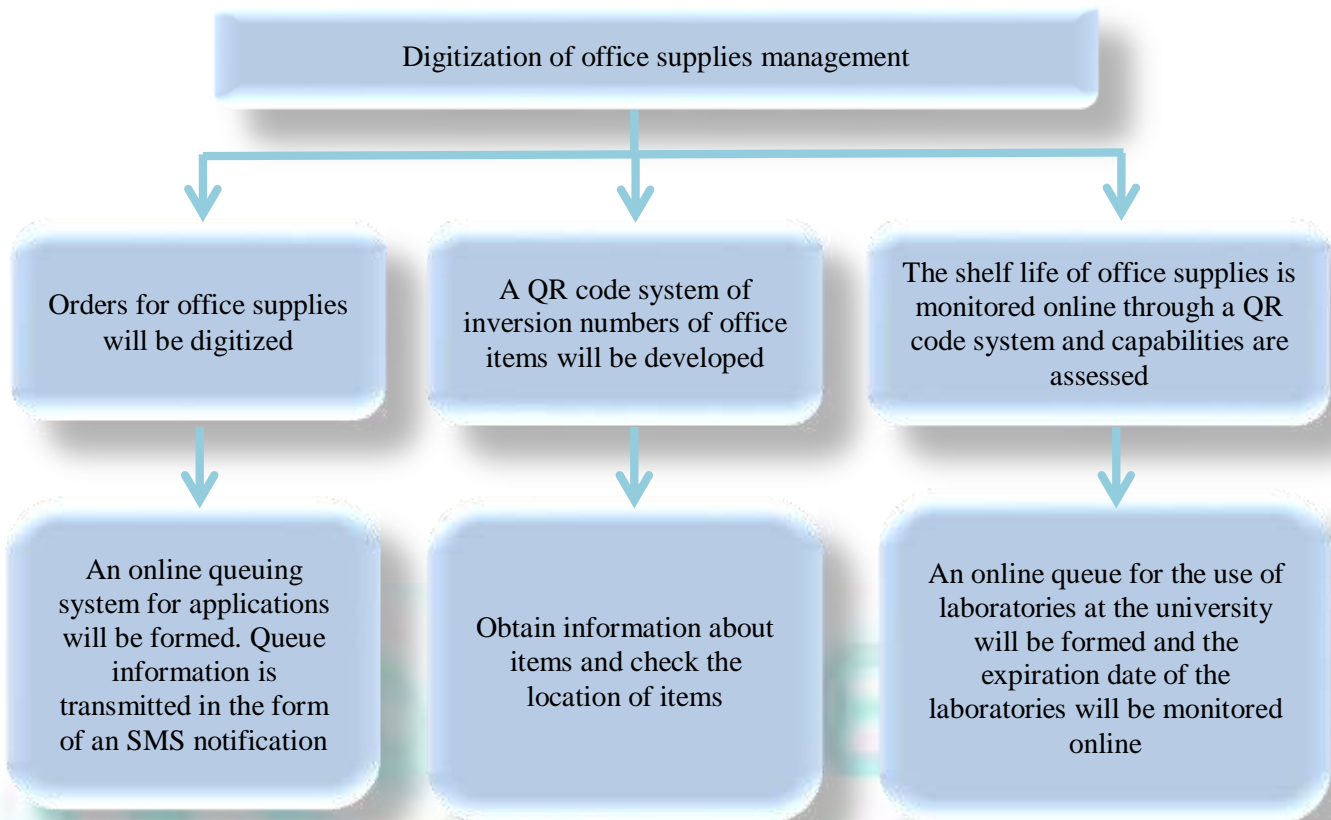 Digitization of office supplies management
Orders for office supplies
will be digitized
A QR code system of
inversion numbers of office
items will be developed
The shelf life of office supplies is
monitored online through a QR
code system and capabilities are
assessed
An online queuing
system for applications
will be formed. Queue
information is
transmitted in the form
of an SMS notification
Obtain information about
items and check the
location of items
An online queue for the use of
laboratories at the university
will be formed and the
expiration date of the
laboratories will be monitored
online